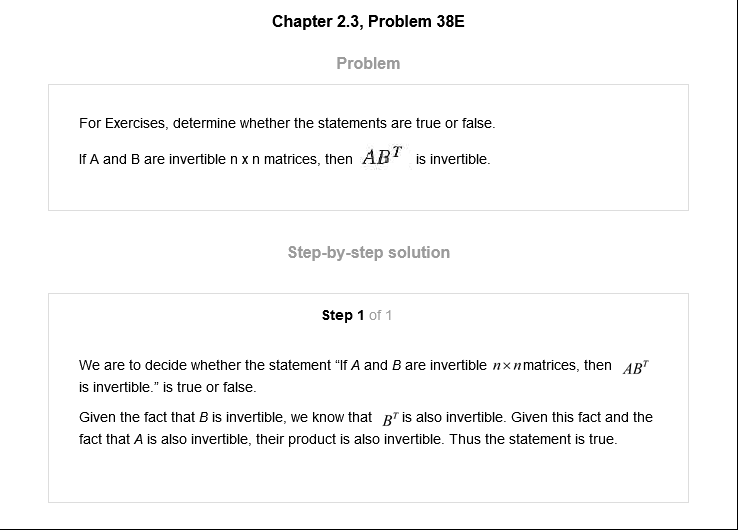 Chapter 2.3, Problem 38E
Problem
For Exercises, determine whether the statements are true or false.
If A and B are invertible n x n matrices, then AB^T is invertible.
Step-by-step solution
Step 1 of 1
We are to decide whether the statement “If A and B are invertible n×n matrices, then AB^T
is invertible.” is true or false.
Given the fact that B is invertible, we know that B^T is also invertible. Given this fact and the
fact that A is also invertible, their product is also invertible. Thus the statement is true.